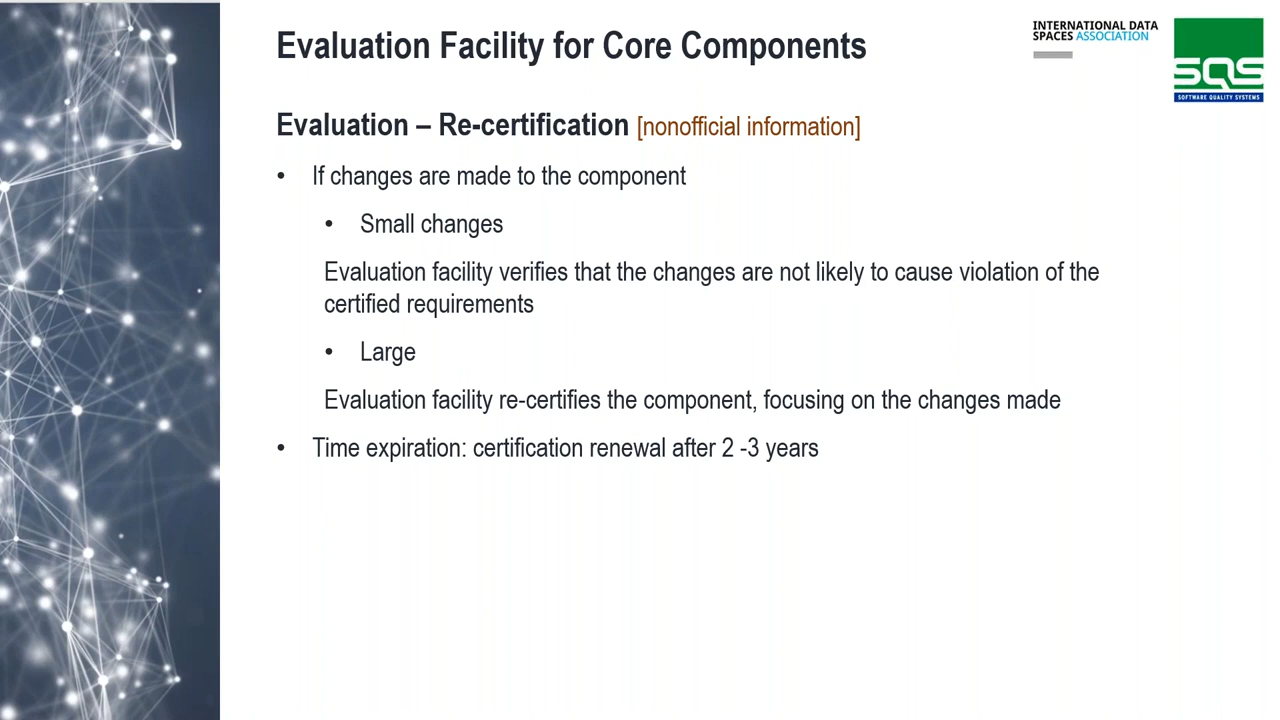 Evaluation Facility for Core Components
INTERNATIONAL DATA
SPACES ASSOCIATION
SQS
SOFTWARE QUALITY SYSTEMS
Evaluation – Re-certification [nonofficial information]
• If changes are made to the component
• Small changes
Evaluation facility verifies that the changes are not likely to cause violation of the
certified requirements
• Large
Evaluation facility re-certifies the component, focusing on the changes made
• Time expiration: certification renewal after 2 -3 years